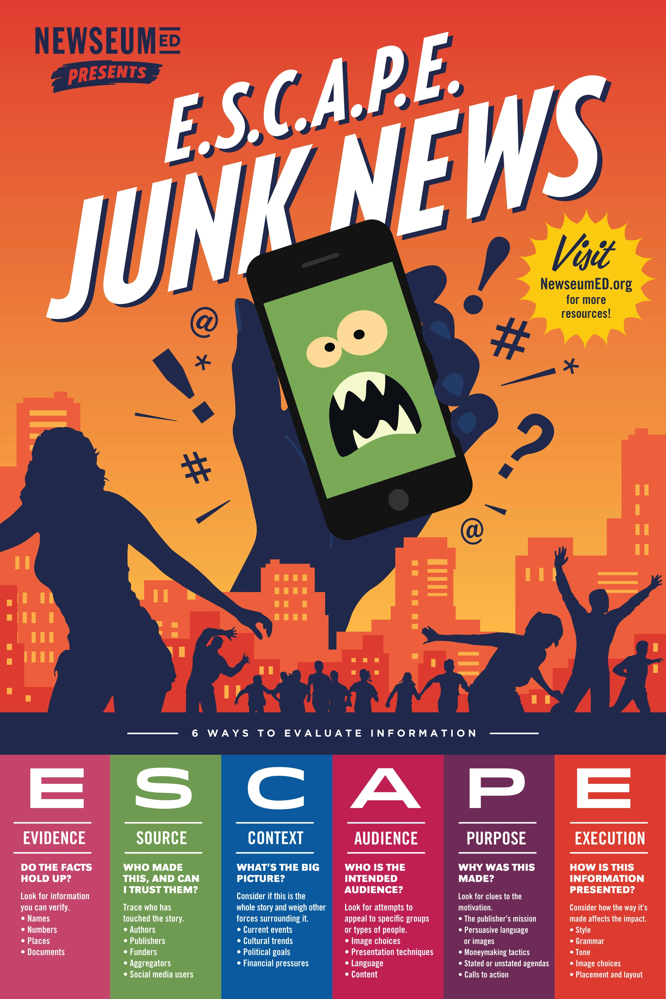 NEWSEUMED
PRESENTS
E.S.C.A.P.E.
JUNK NEWS
Visit
NewseumED.org
for more
resources!
@
!
*
#
!
#
*
?
@
6 WAYS TO EVALUATE INFORMATION
E
EVIDENCE
DO THE FACTS
HOLD UP?
Look for information
you can verify.
• Names
• Numbers
• Places
• Documents
S
SOURCE
WHO MADE
THIS, AND CAN
I TRUST THEM?
Trace who has
touched the story.
• Authors
• Publishers
• Funders
• Aggregators
• Social media users
C
CONTEXT
WHAT'S THE BIG
PICTURE?
Consider if this is the
whole story and weigh other
forces surrounding it.
• Current events
• Cultural trends
• Political goals
• Financial pressures
A
AUDIENCE
WHO IS THE
INTENDED
AUDIENCE?
Look for attempts to
appeal to specific groups
or types of people.
• Image choices
• Presentation techniques
• Language
• Content
P
PURPOSE
WHY WAS THIS
MADE?
Look for clues to the
motivation.
• The publisher's mission
• Persuasive language
or images
• Moneymaking tactics
• Stated or unstated agendas
• Calls to action
E
EXECUTION
HOW IS THIS
INFORMATION
PRESENTED?
Consider how the way it's
made affects the impact.
• Style
• Grammar
• Tone
• Image choices
• Placement and layout